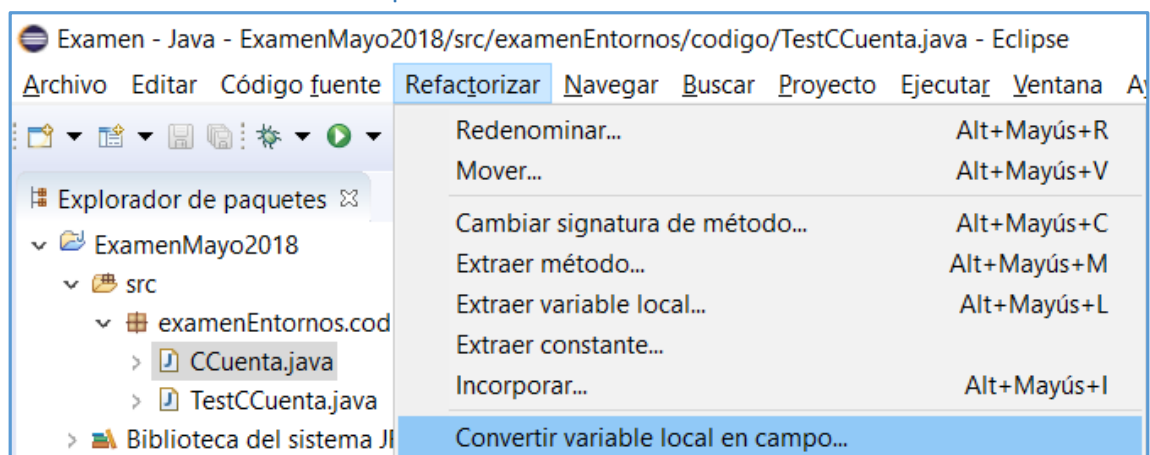 Examen - Java - ExamenMayo2018/src/examenEntornos/codigo/TestCCuenta.java - Eclipse
Archivo Editar Código fuente Refactorizar Navegar Buscar Proyecto Ejecutar Ventana Ay
Redenominar... Alt+Mayús+R
Mover... Alt+Mayús+V
Explorador de paquetes
ExamenMayo2018
Cambiar signatura de método... Alt+Mayús+C
Extraer método... Alt+Mayús+M
src
Extraer variable local... Alt+Mayús+L
examenEntornos.cod
Extraer constante...
CCuenta.java
Incorporar... Alt+Mayús+I
TestCCuenta.java
Biblioteca del sistema
Convertir variable local en campo...